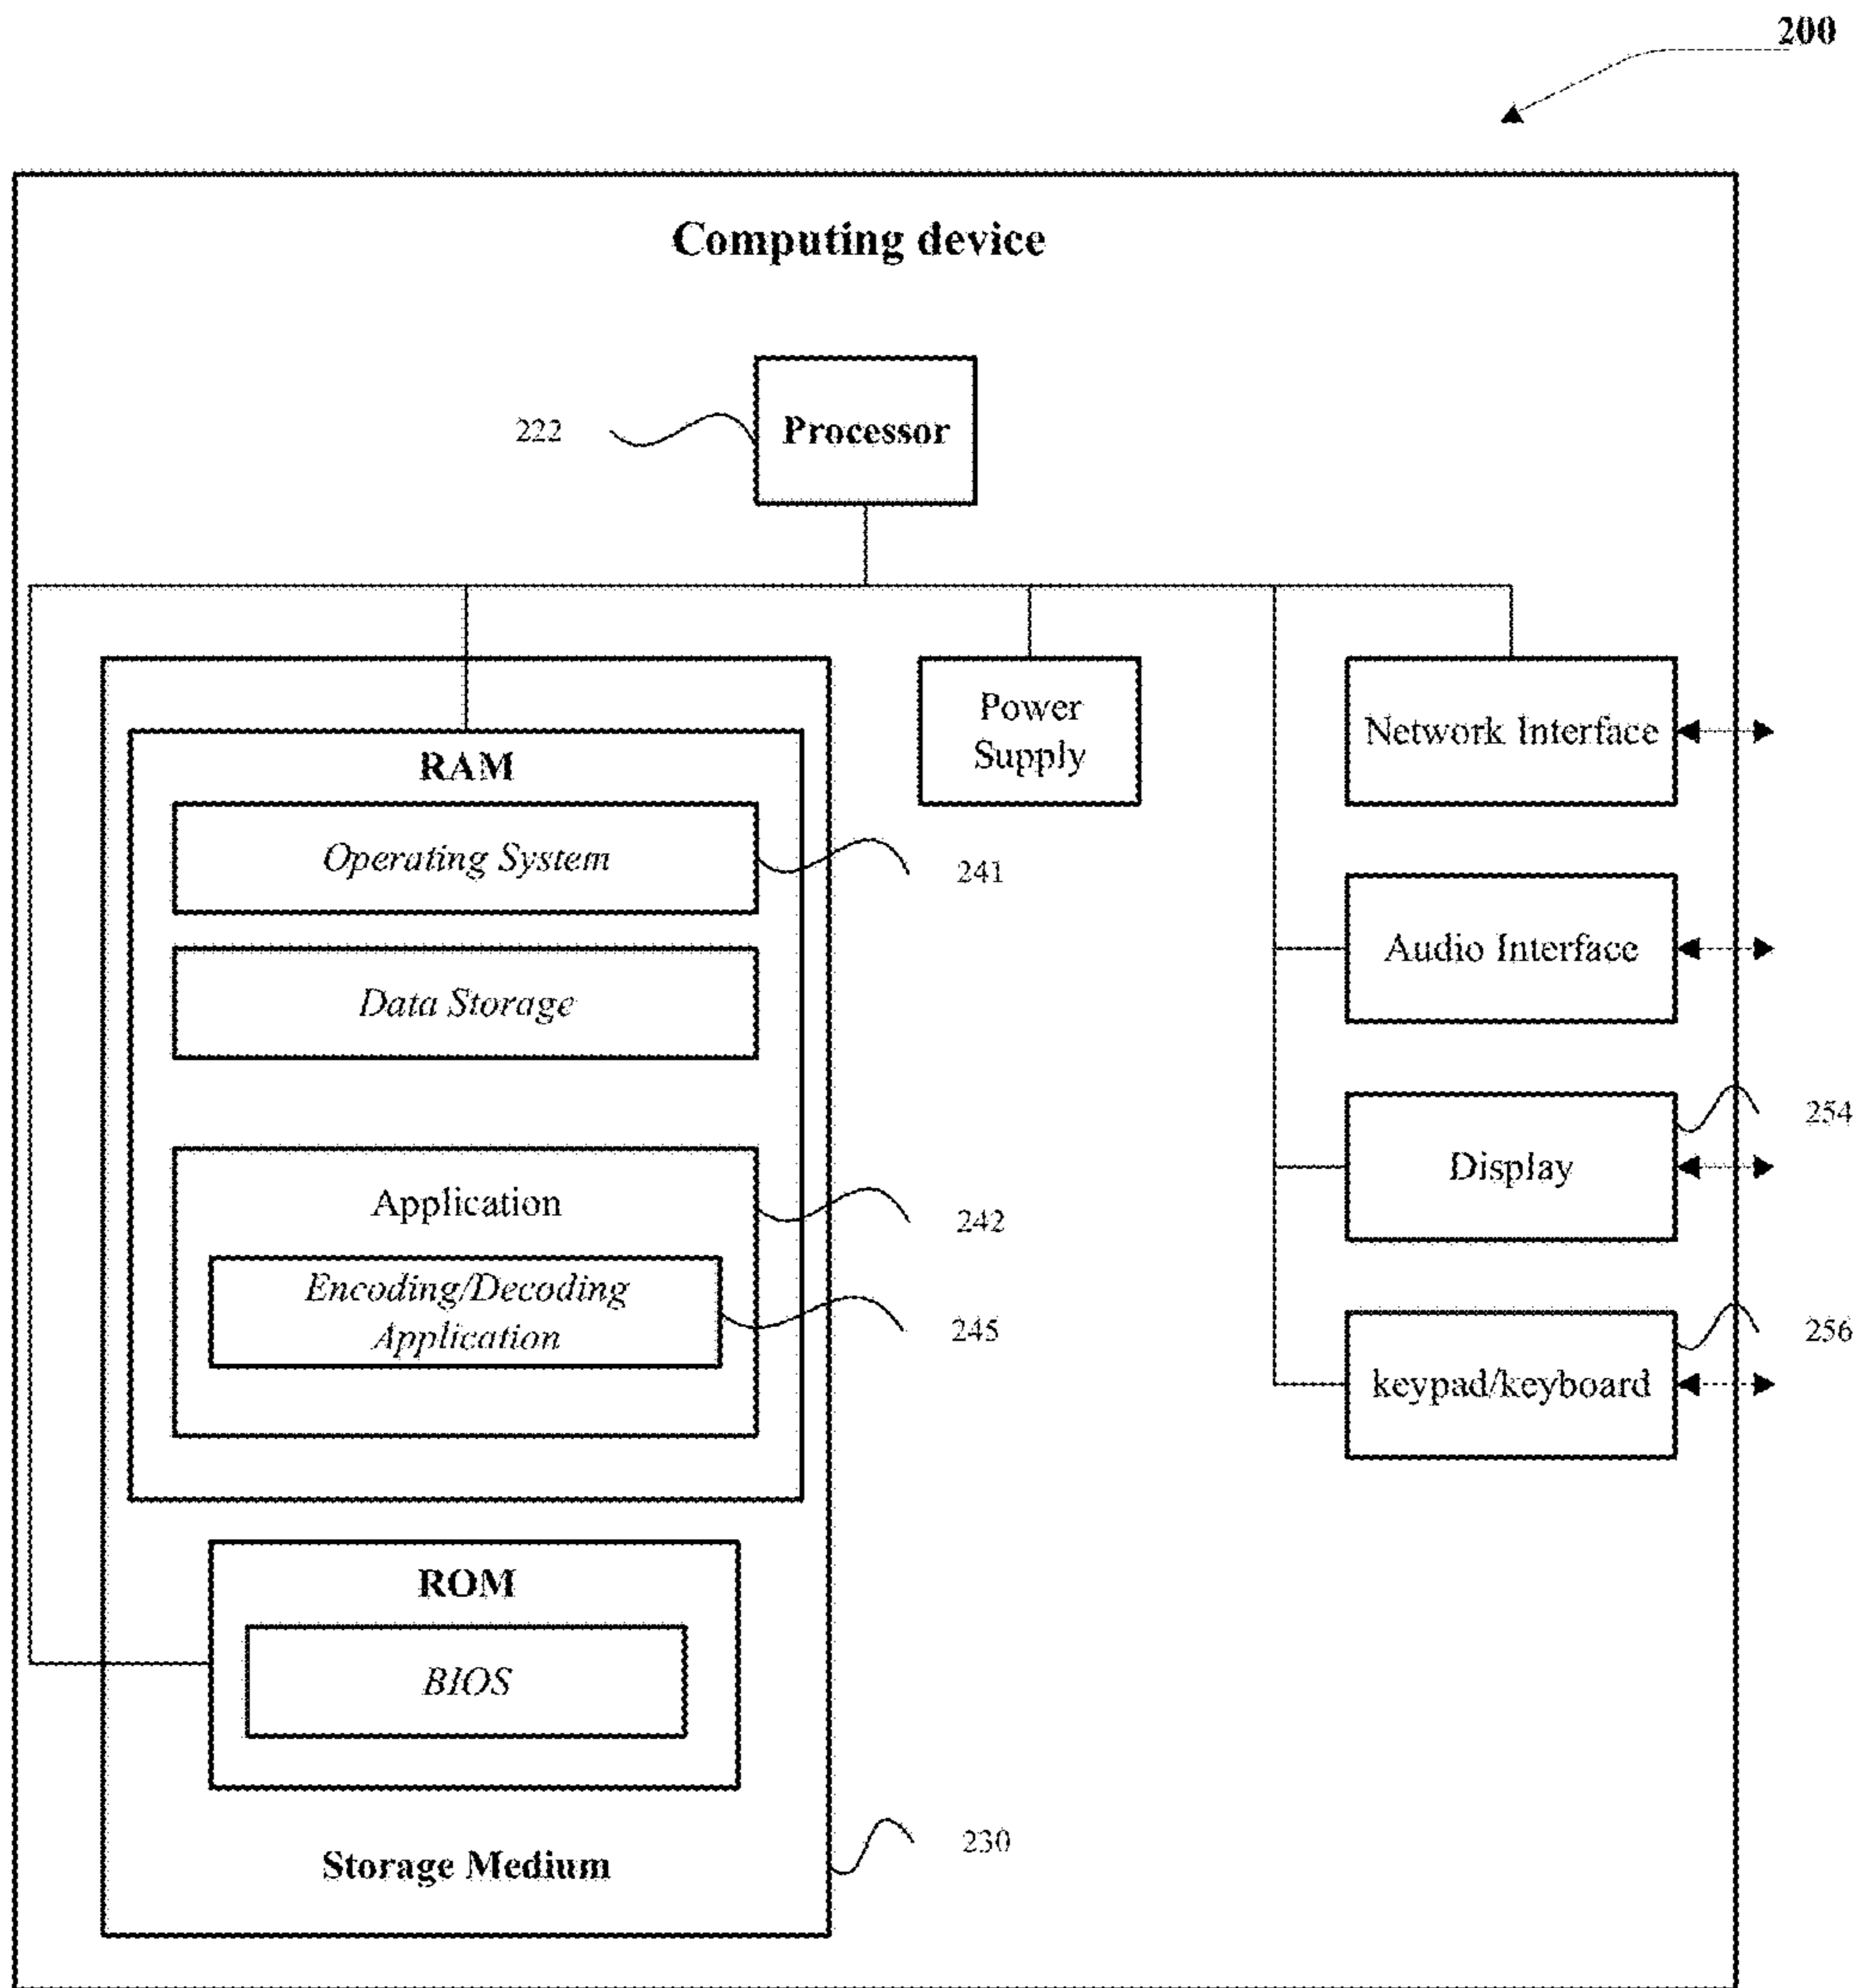 200
Computing device
222
Processor
RAM
Operating System
241
Data Storage
Application
242
Encoding/Decoding
Application
245
ROM
BIOS
Storage Medium
230
Power
Supply
Network Interface
Audio Interface
Display
254
keypad/keyboard
256